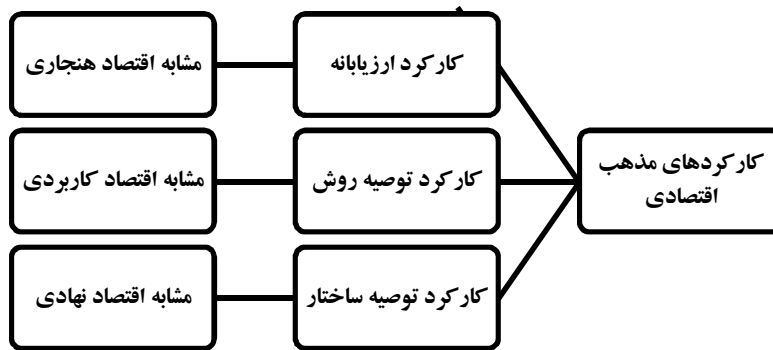 کارکردهای مذهب
اقتصادی
کارکرد ارزیابانه
مشابه اقتصاد هنجاری
کارکرد توصیه روش
مشابه اقتصاد کاربردی
کارکرد توصیه ساختار
مشابه اقتصاد نهادی